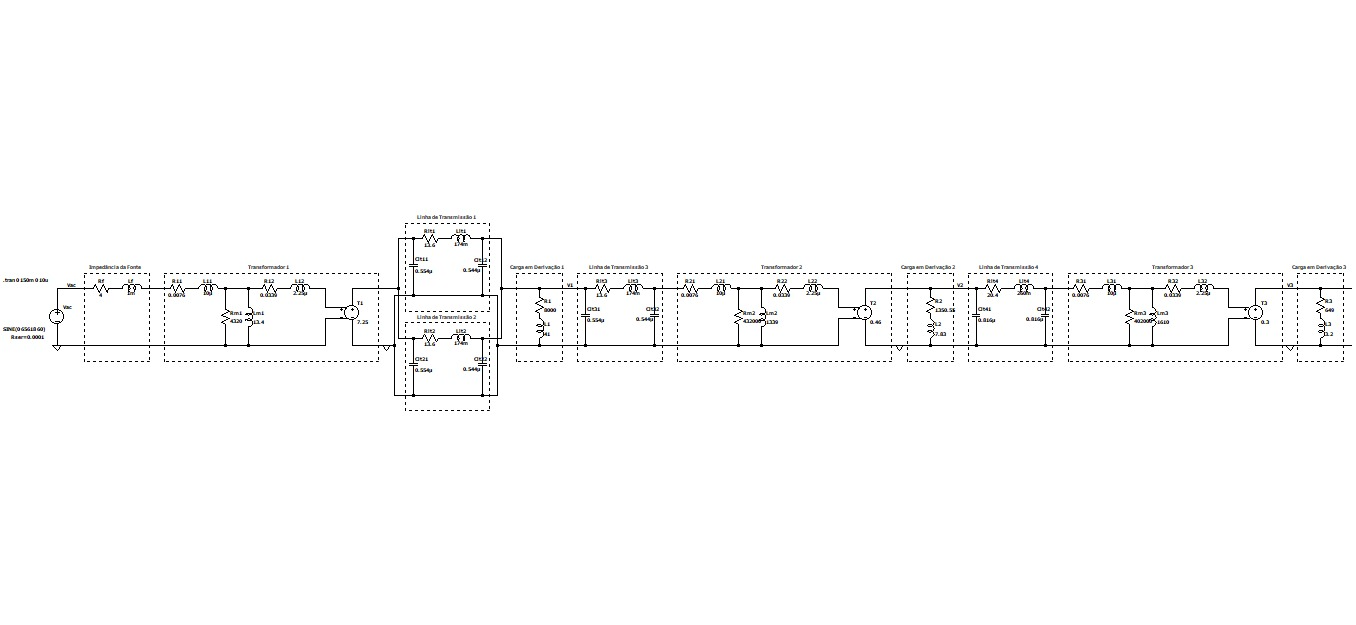 .tran 0 150m 0 10u
SINE(0 65618 60)
Rser=0.0001
Vac
Vac
Impedância da Fonte
Rf
4
Lf
1m
Transformador 1
R11
0.0076
L11
10µ
Rm1
4320
Lm1
13.4
R12
0.0339
L12
2.25µ
T1
7.25
Linha de Transmissão 1
Rlt1
13.6
Llt1
174m
Clt11
0.554µ
Clt12
0.544µ
Linha de Transmissão 2
Rlt2
13.6
Llt2
174m
Clt21
0.554µ
Clt22
0.544µ
Carga em Derivação 1
R1
8000
L1
41
V1
Linha de Transmissão 3
Rlt3
13.6
Llt3
174m
Clt31
0.554µ
Clt32
0.544µ
Transformador 2
R21
0.0076
L21
10µ
Rm2
432000
Lm2
1339
R22
0.0339
L22
2.25µ
T2
0.46
Carga em Derivação 2
R2
1350.55
L2
7.83
V2
Linha de Transmissão 4
Rlt4
20.4
Llt4
260m
Clt41
0.816µ
Clt42
0.816µ
Transformador 3
R31
0.0076
L31
10µ
Rm3
Lm3
1610
R32
0.0339
L32
2.25µ
T3
0.3
V3
Carga em Derivação 3
R3
649
L3
3.2